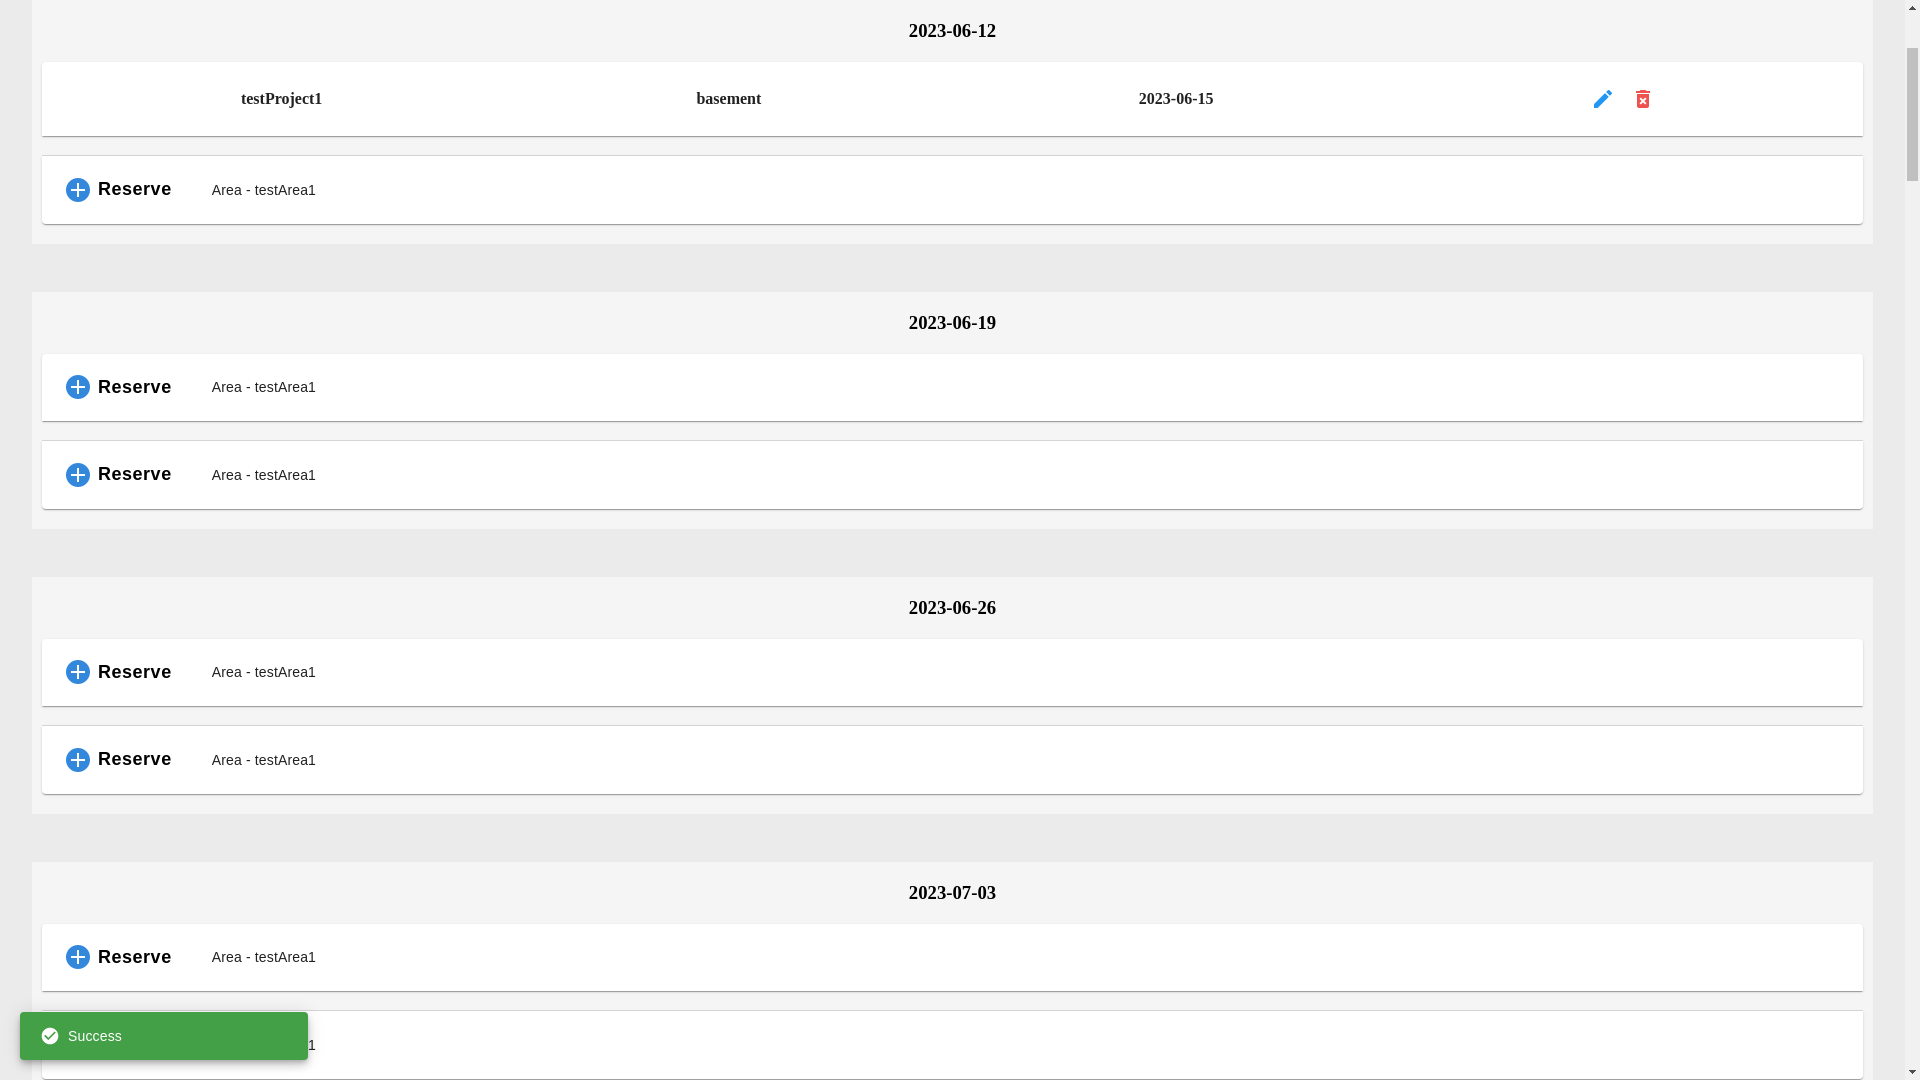 2023-06-12
testProject1 basement 2023-06-15
Reserve Area - testArea1
2023-06-19
Reserve Area - testArea1
Reserve Area - testArea1
2023-06-26
Reserve Area - testArea1
Reserve Area - testArea1
2023-07-03
Reserve Area - testArea1
Success
1